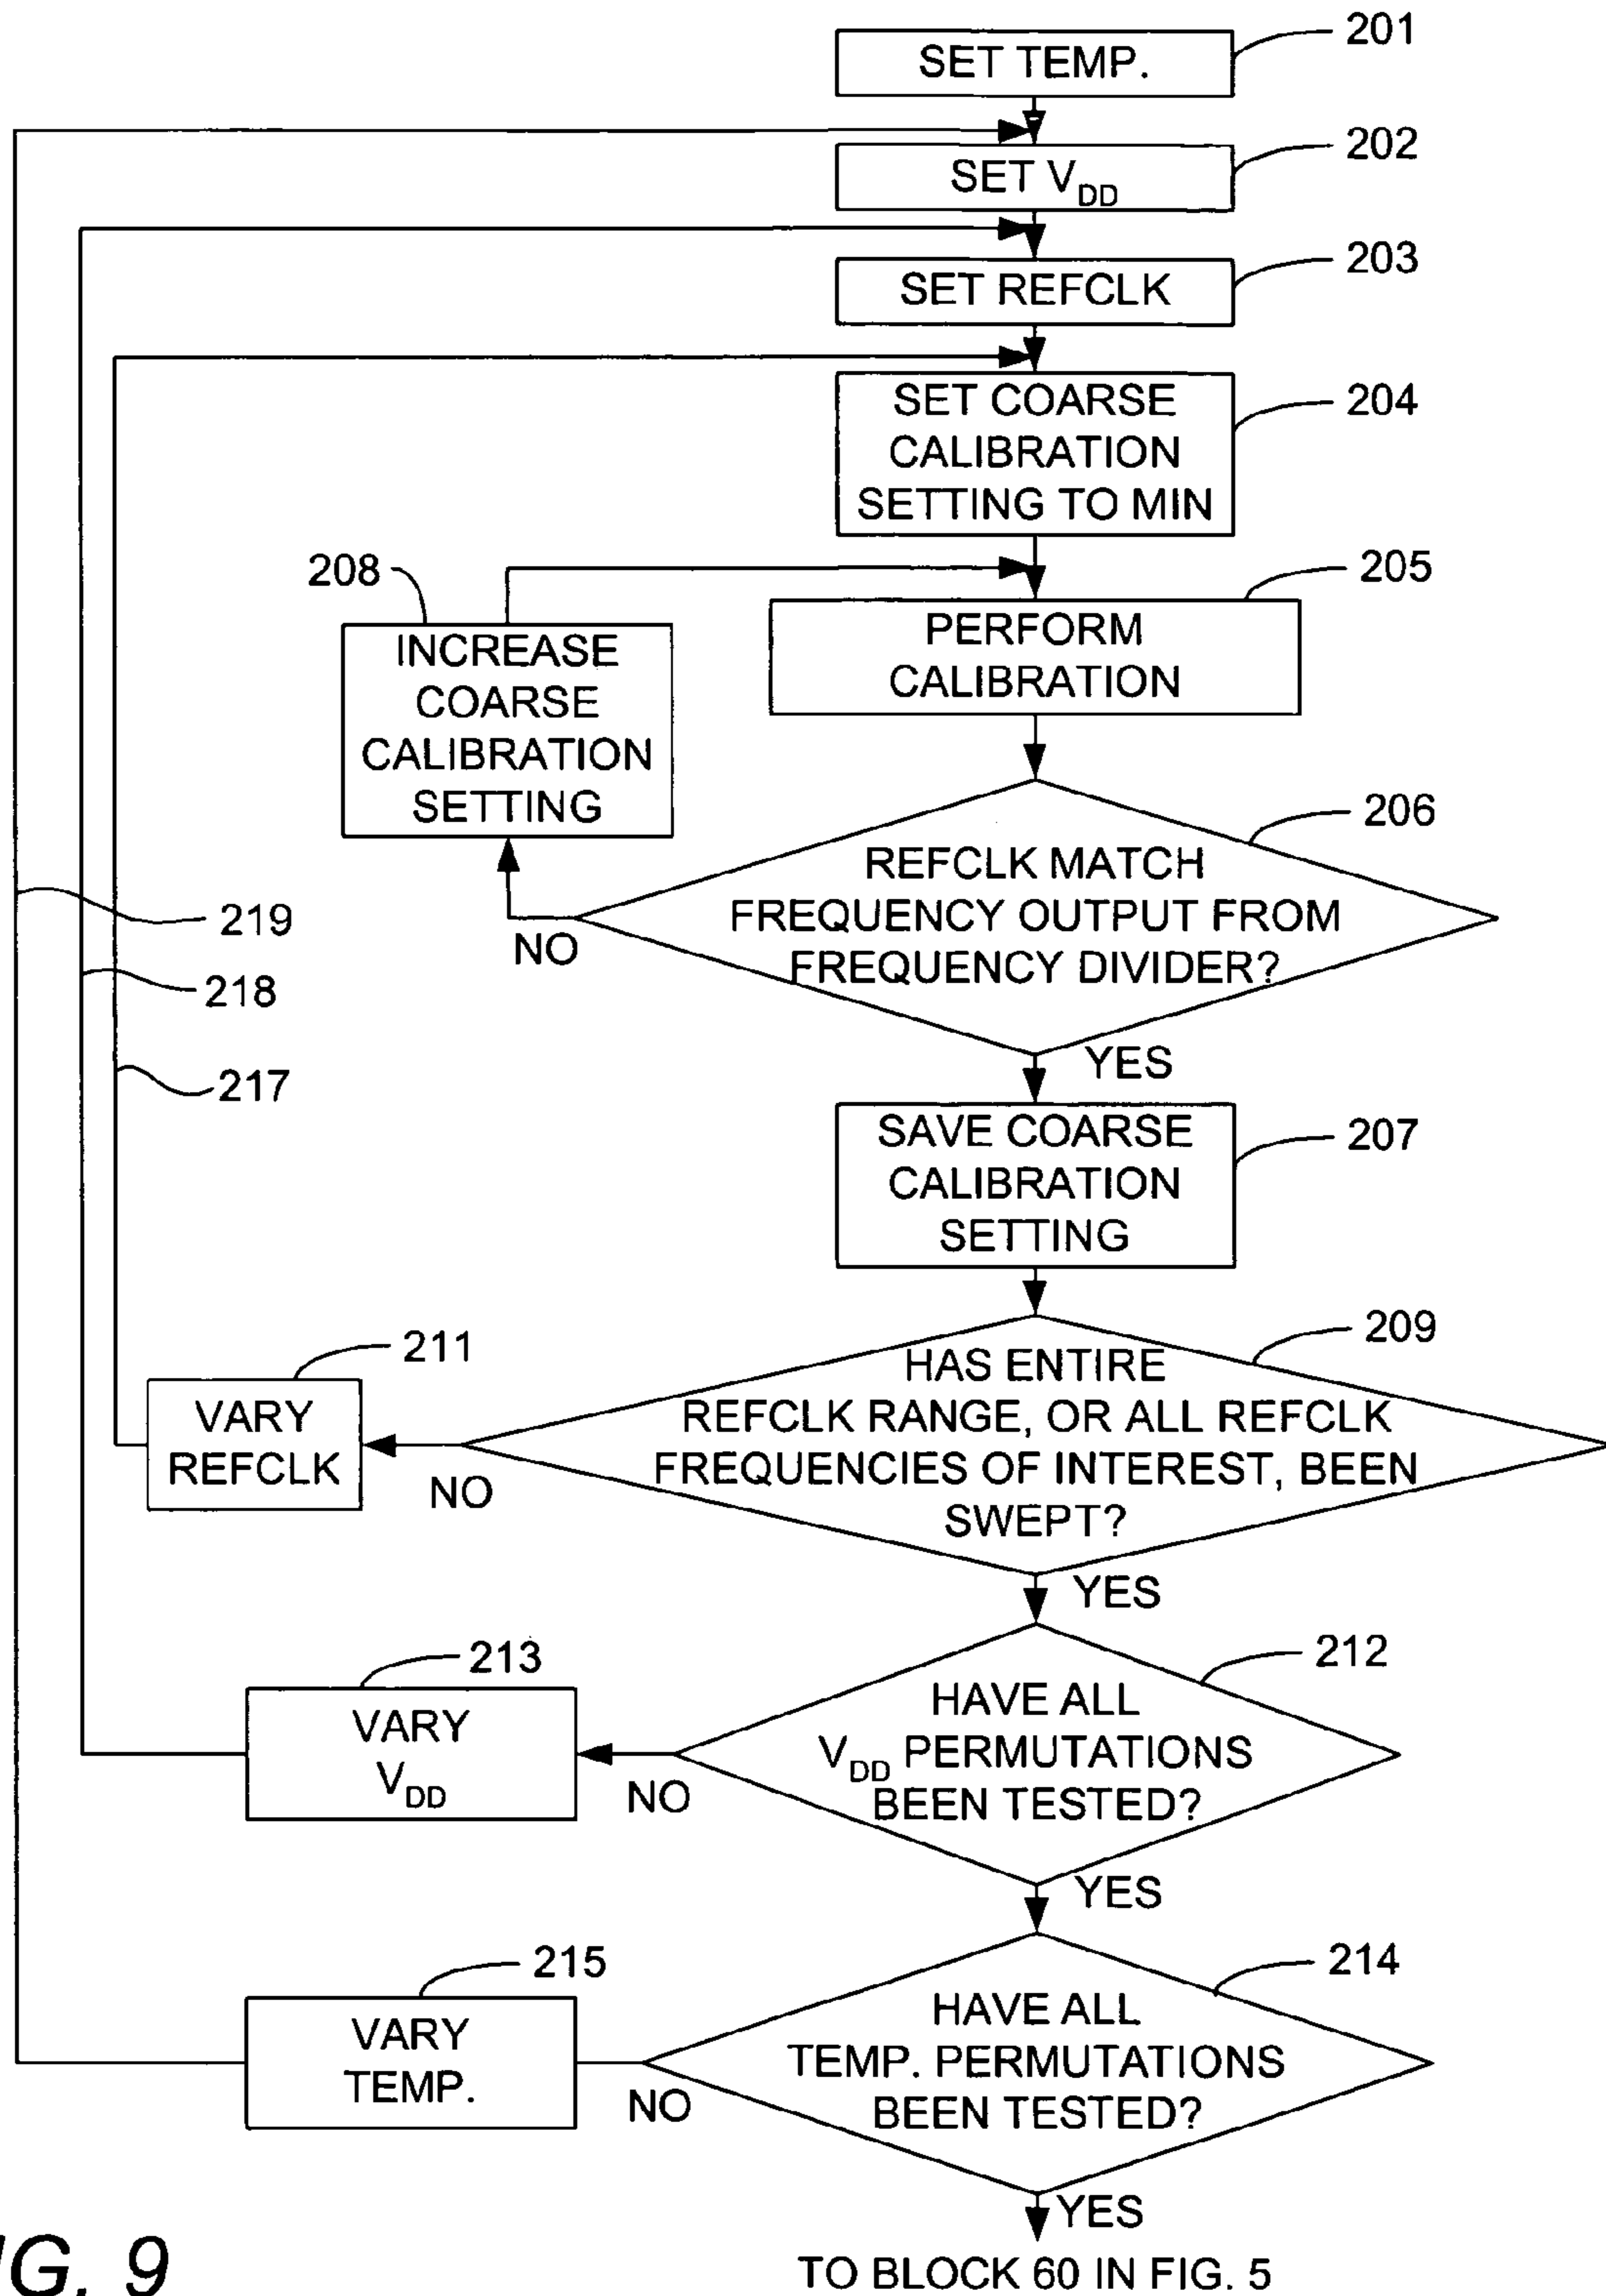 201
SET TEMP.
202
SET VDD
203
SET REFCLK
204
SET COARSE
CALIBRATION
SETTING TO MIN
205
PERFORM
CALIBRATION
208
INCREASE
COARSE
CALIBRATION
SETTING
206
REFCLK MATCH
FREQUENCY OUTPUT FROM
FREQUENCY DIVIDER?
NO
YES
219
218
217
207
SAVE COARSE
CALIBRATION
SETTING
209
HAS ENTIRE
REFCLK RANGE, OR ALL REFCLK
FREQUENCIES OF INTEREST, BEEN
SWEPT?
211
VARY
REFCLK
NO
YES
212
HAVE ALL
VDD PERMUTATIONS
BEEN TESTED?
213
VARY
VDD
NO
YES
214
HAVE ALL
TEMP. PERMUTATIONS
BEEN TESTED?
215
VARY
TEMP.
NO
YES
TO BLOCK 60 IN FIG. 5
IG. 9